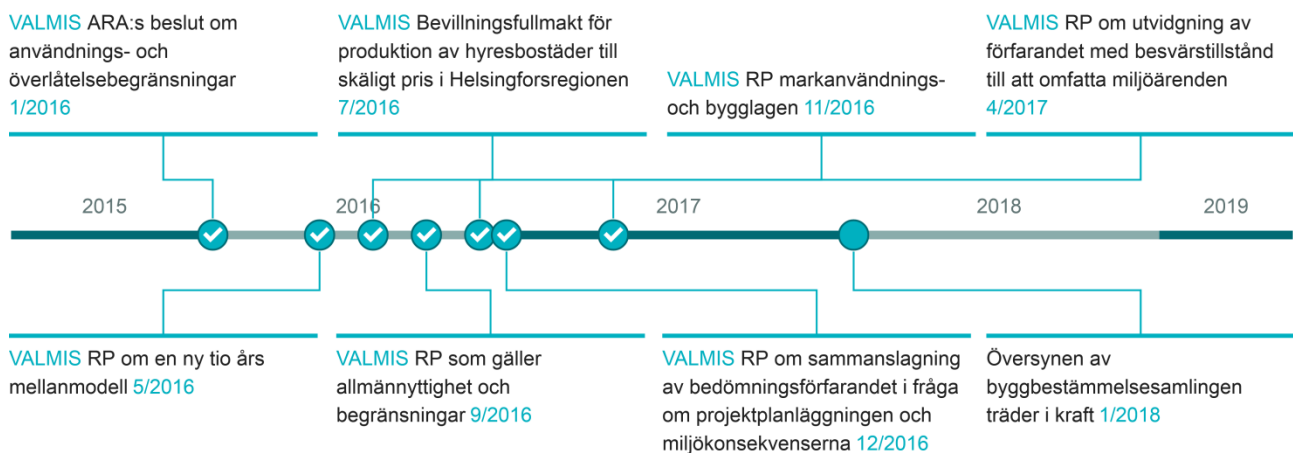 VALMIS ARA:s beslut om
användnings- och
överlåtelsebegränsningar
1/2016
VALMIS Bevillningsfullmakt för
produktion av hyresbostäder till
skäligt pris i Helsingforsregionen
7/2016
VALMIS RP markanvändnings-
och bygglagen 11/2016
VALMIS RP om utvidgning av
förfarandet med besvärstillstånd
till att omfatta miljöärenden
4/2017
2015
2016
2017
2018
2019
VALMIS RP om en ny tio års
mellanmodell 5/2016
VALMIS RP som gäller
allmännyttighet och
begränsningar 9/2016
VALMIS RP om sammanslagning
av bedömningsförfarandet i fråga
om projektplanläggningen och
miljökonsekvenserna 12/2016
Översynen av
byggbestämmelsesamlingen
träder i kraft 1/2018